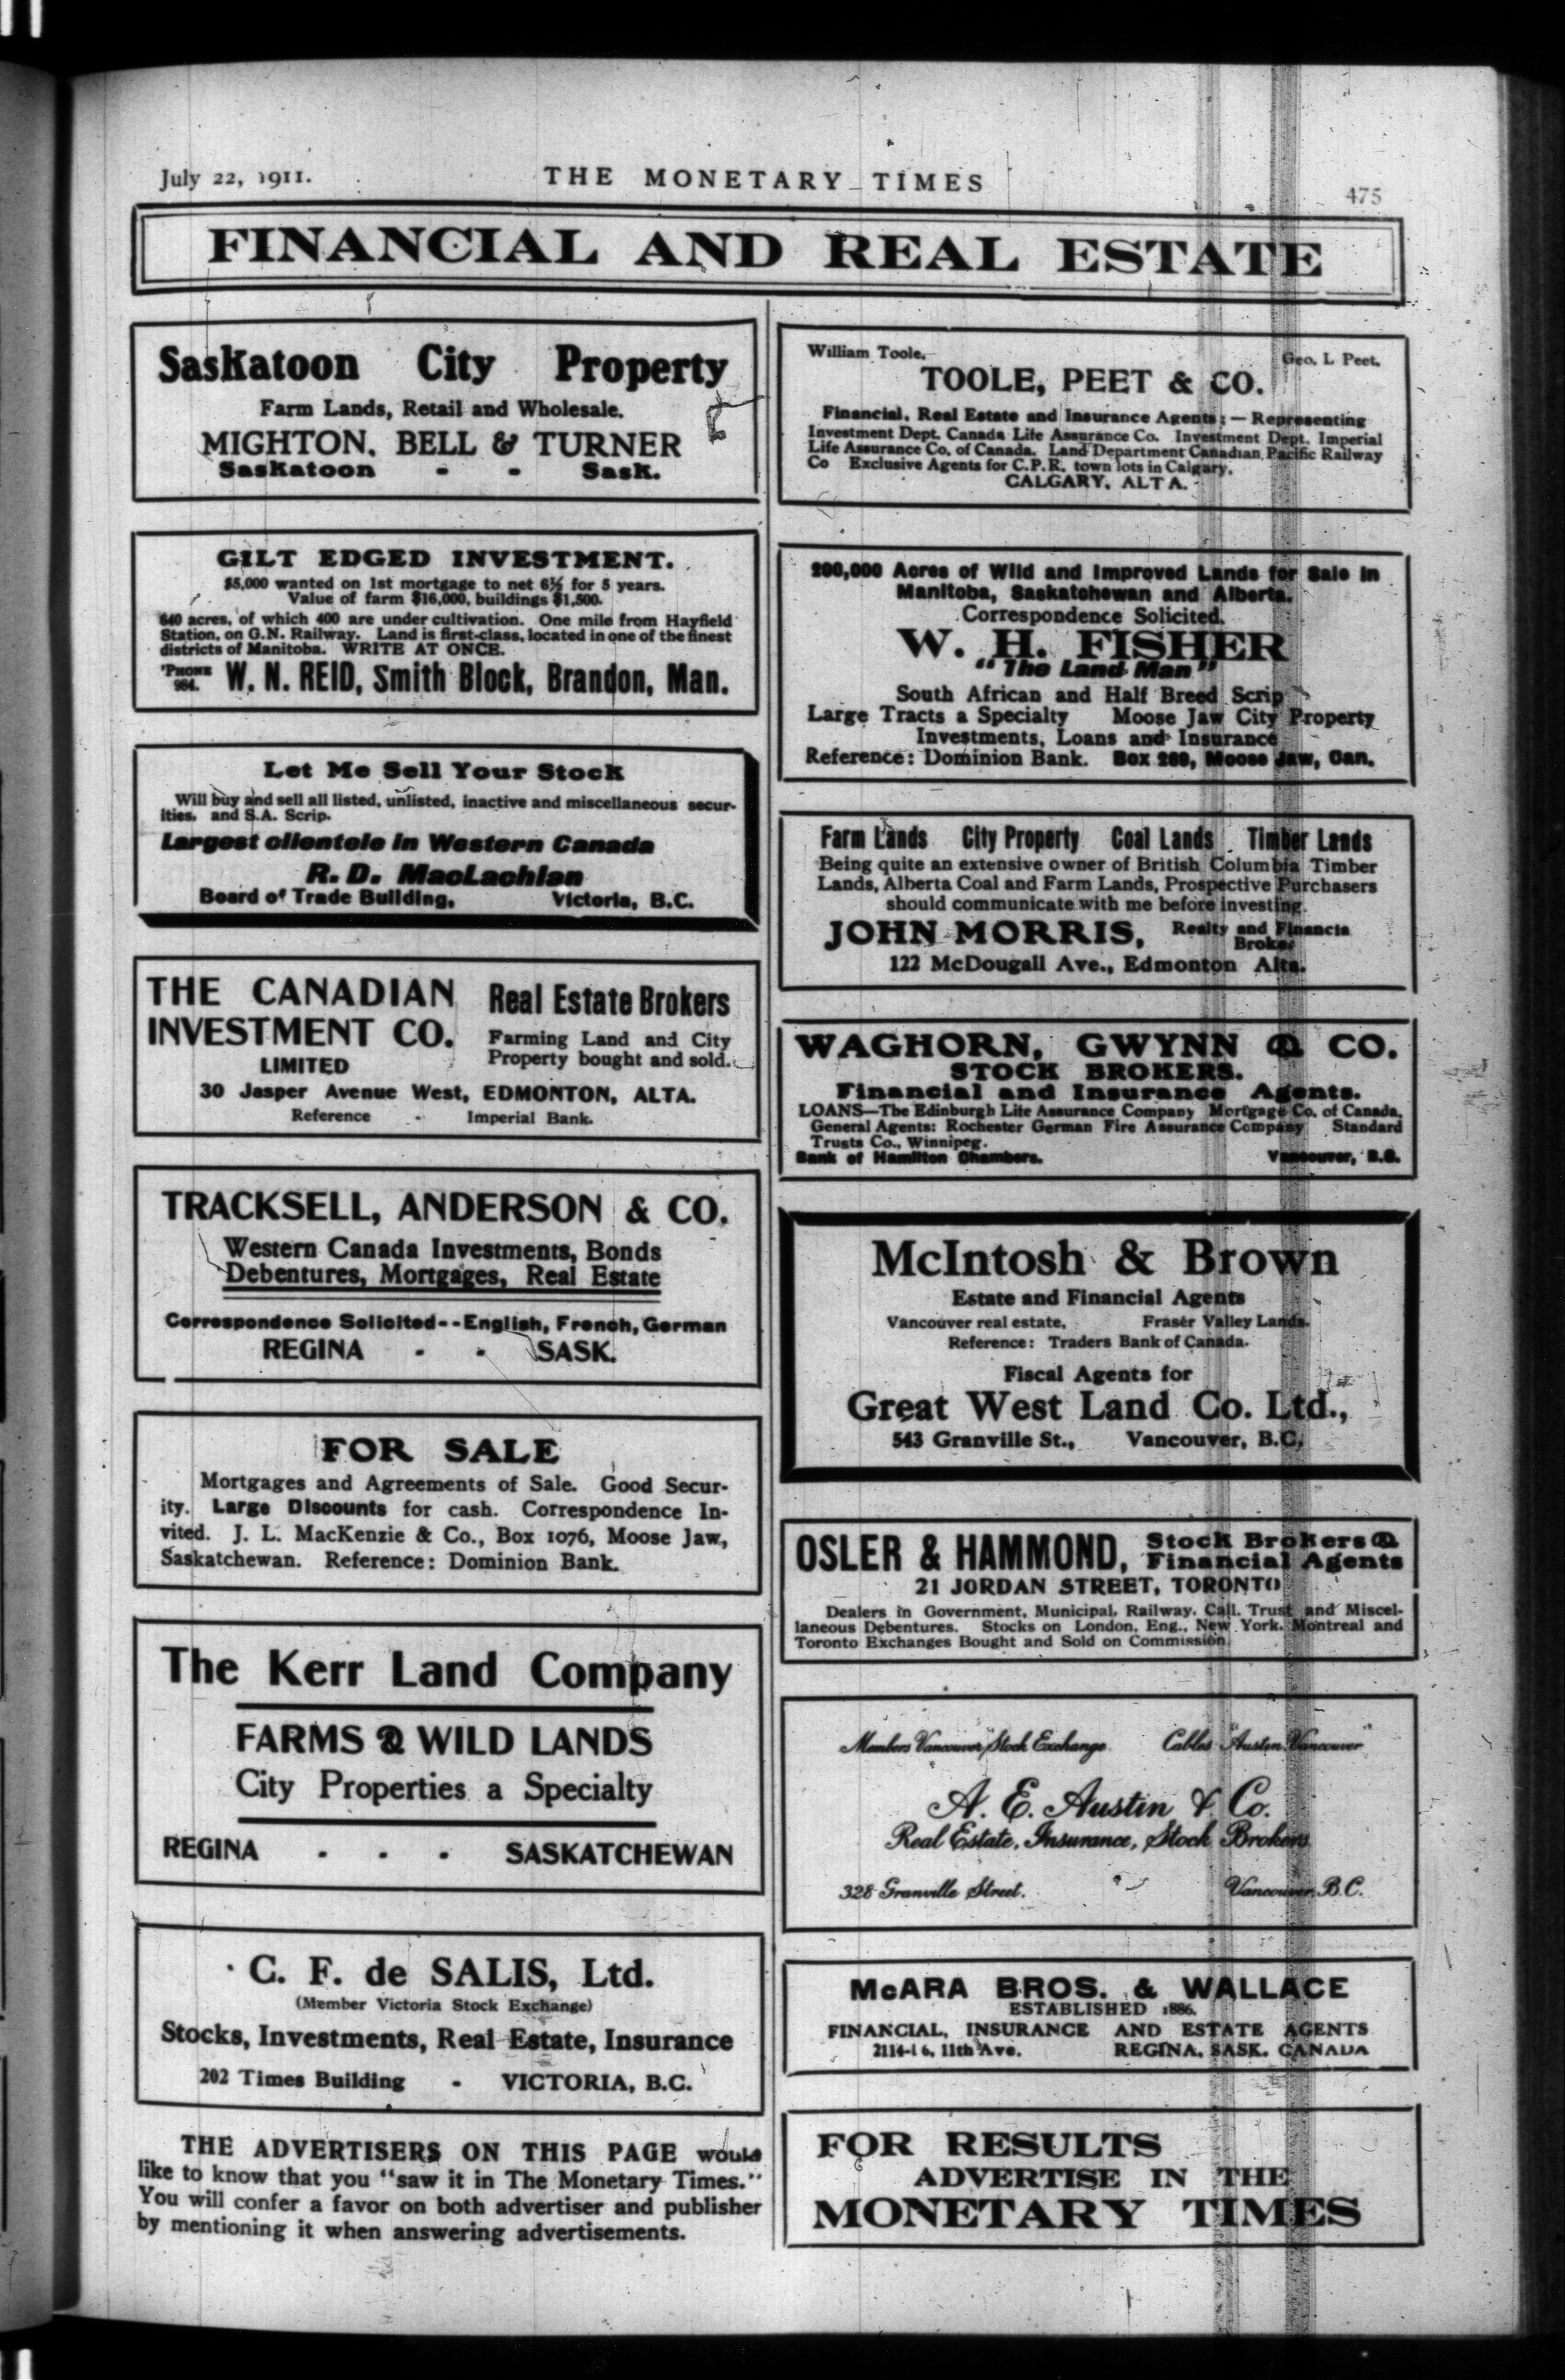 July 22, 1911.
THE MONETARY TIMES
475
FINANCIAL AND REAL ESTATE
Saskatoon City Property
Farm Lands, Retail and Wholesale.
MIGHTON, BELL & TURNER
Saskatoon - - Sask.
GILT EDGED INVESTMENT.
$5,000 wanted on 1st mortgage to net 6½ for 5 years.
Value of farm $16,000, buildings $1,500.
640 acres, of which 400 are under cultivation. One mile from Hayfield
Station, on G.N. Railway. Land is first-class, located in one of the finest
districts of Manitoba. WRITE AT ONCE.
'PHONE 984. W. N. REID, Smith Block, Brandon, Man.
Let Me Sell Your Stock
Will buy and sell all listed, unlisted, inactive and miscellaneous secur-
ities, and S.A. Scrip.
Largest clientele in Western Canada
R. D. MacLachlan
Board of Trade Building, Victoria, B.C.
THE CANADIAN
INVESTMENT CO.
LIMITED
Real Estate Brokers
Farming Land and City
Property bought and sold.
30 Jasper Avenue West, EDMONTON, ALTA.
Reference - Imperial Bank.
TRACKSELL, ANDERSON & CO.
Western Canada Investments, Bonds
Debentures, Mortgages, Real Estate
Correspondence Solicited--English, French, German
REGINA - - SASK.
FOR SALE
Mortgages and Agreements of Sale. Good Secur-
ity. Large Discounts for cash. Correspondence In-
vited. J. L. MacKenzie & Co., Box 1076, Moose Jaw,
Saskatchewan. Reference: Dominion Bank.
The Kerr Land Company
FARMS & WILD LANDS
City Properties a Specialty
REGINA - - - SASKATCHEWAN
C. F. de SALIS, Ltd.
(Member Victoria Stock Exchange)
Stocks, Investments, Real Estate, Insurance
202 Times Building - VICTORIA, B.C.
THE ADVERTISERS ON THIS PAGE would
like to know that you "saw it in The Monetary Times."
You will confer a favor on both advertiser and publisher
by mentioning it when answering advertisements.
William Toole, Geo. L Peet.
TOOLE, PEET & CO.
Financial, Real Estate and Insurance Agents:—Representing
Investment Dept. Canada Life Assurance Co. Investment Dept. Imperial
Life Assurance Co. of Canada. Land Department Canadian Pacific Railway
Co Exclusive Agents for C.P.R. town lots in Calgary.
CALGARY, ALTA.
200,000 Acres of Wild and Improved Lands for Sale in
Manitoba, Saskatchewan and Alberta.
Correspondence Solicited.
W. H. FISHER
"The Land Man"
South African and Half Breed Scrip
Large Tracts a Specialty Moose Jaw City Property
Investments, Loans and Insurance
Reference: Dominion Bank. Box 269, Moose Jaw, Can.
Farm Lands City Property Coal Lands Timber Lands
Being quite an extensive owner of British Columbia Timber
Lands, Alberta Coal and Farm Lands, Prospective Purchasers
should communicate with me before investing.
JOHN MORRIS, Realty and Financia
Broker
122 McDougall Ave., Edmonton Alta.
WAGHORN, GWYNN & CO.
STOCK BROKERS.
Financial and Insurance Agents.
LOANS—The Edinburgh Life Assurance Company Mortgage Co. of Canada.
General Agents: Rochester German Fire Assurance Company Standard
Trusts Co., Winnipeg.
Bank of Hamilton Chambers. Vancouver, B.C.
McIntosh & Brown
Estate and Financial Agents
Vancouver real estate. Fraser Valley Lands.
Reference: Traders Bank of Canada.
Fiscal Agents for
Great West Land Co. Ltd.,
543 Granville St., Vancouver, B.C.
OSLER & HAMMOND, Stock Brokers &
Financial Agents
21 JORDAN STREET, TORONTO
Dealers in Government, Municipal, Railway, Call, Trust and Miscel-
laneous Debentures. Stocks on London, Eng., New York, Montreal and
Toronto Exchanges Bought and Sold on Commission
Members Vancouver Stock Exchange Cables "Austin Vancouver"
A. E. Austin & Co.
Real Estate, Insurance, Stock Brokers
328 Granville Street. Vancouver, B.C.
McARA BROS. & WALLACE
ESTABLISHED 1886.
FINANCIAL, INSURANCE AND ESTATE AGENTS
2114-16, 11th Ave. REGINA, SASK. CANADA
FOR RESULTS
ADVERTISE IN THE
MONETARY TIMES